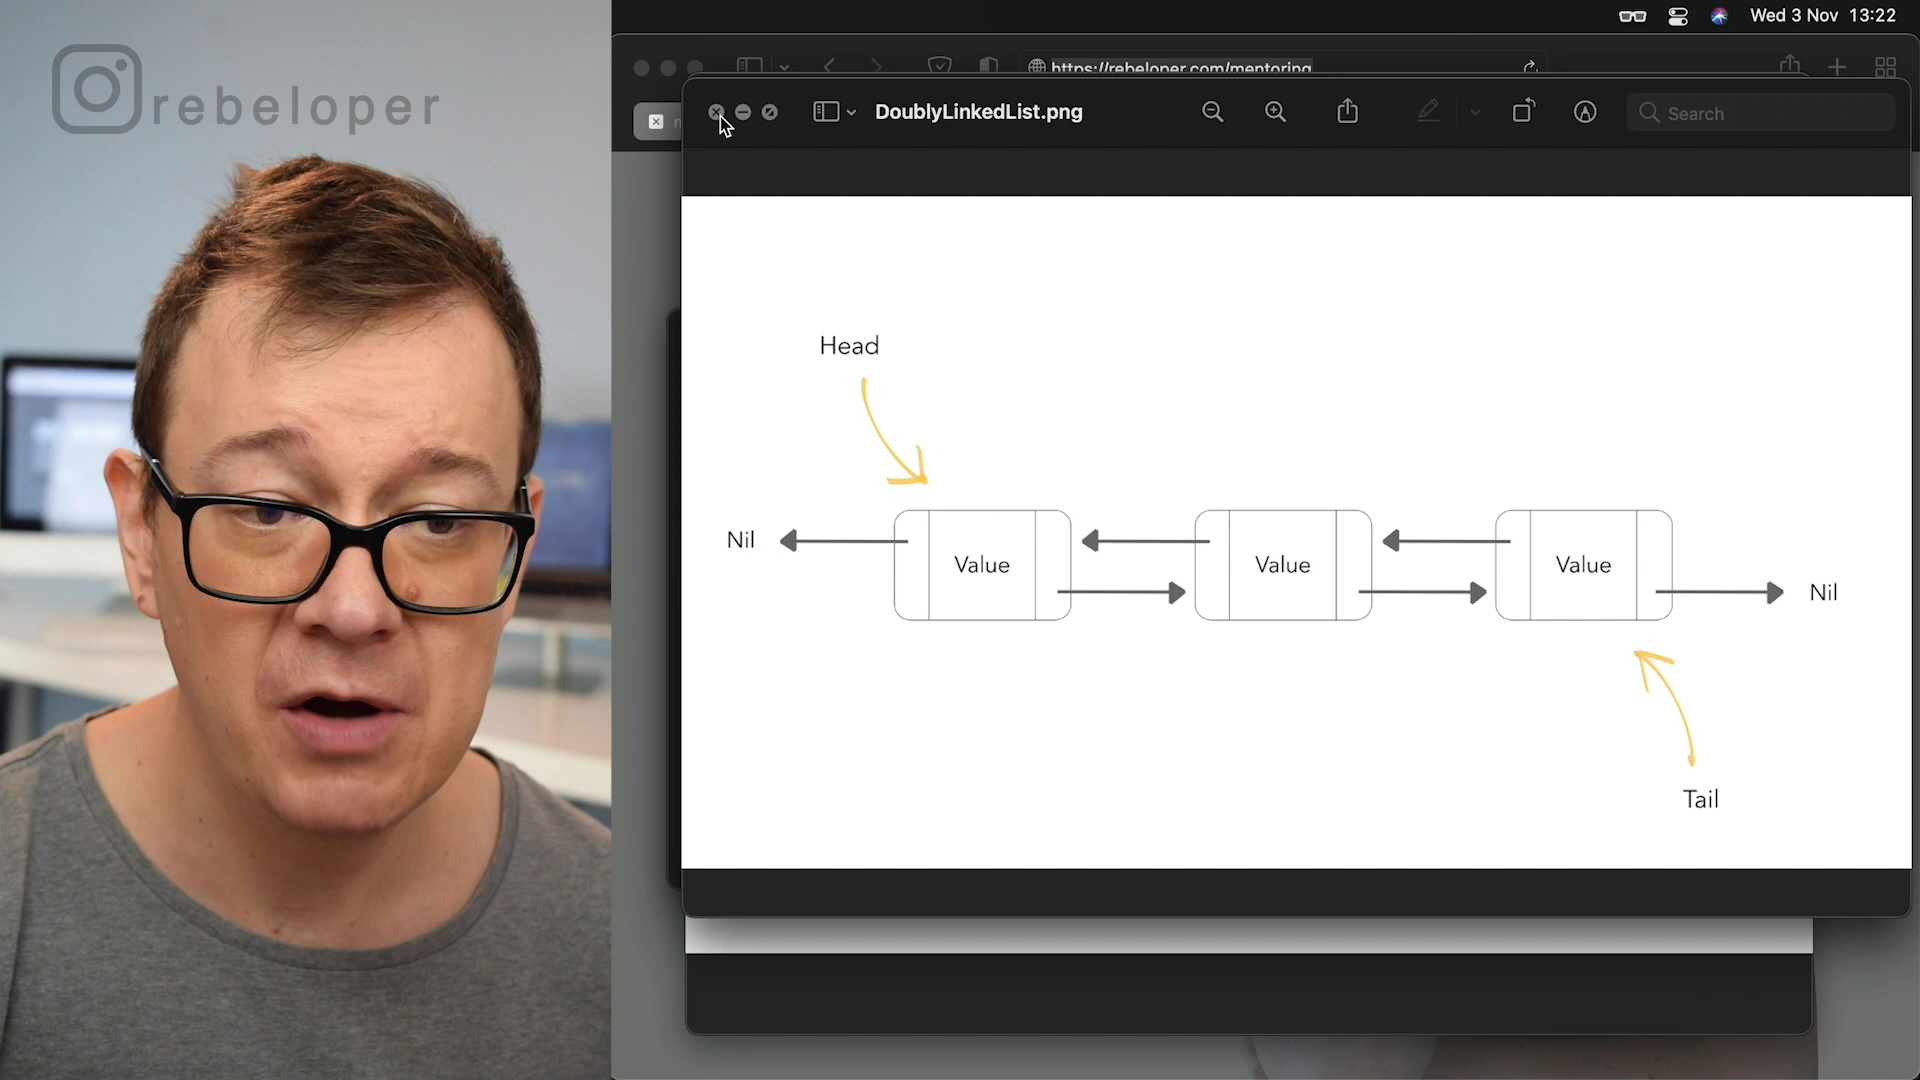 rebeloper
Wed 3 Nov 13:22
https://rebeloper.com/mentoring
DoublyLinkedList.png
Search
Head
Nil
Value
Value
Value
Nil
Tail